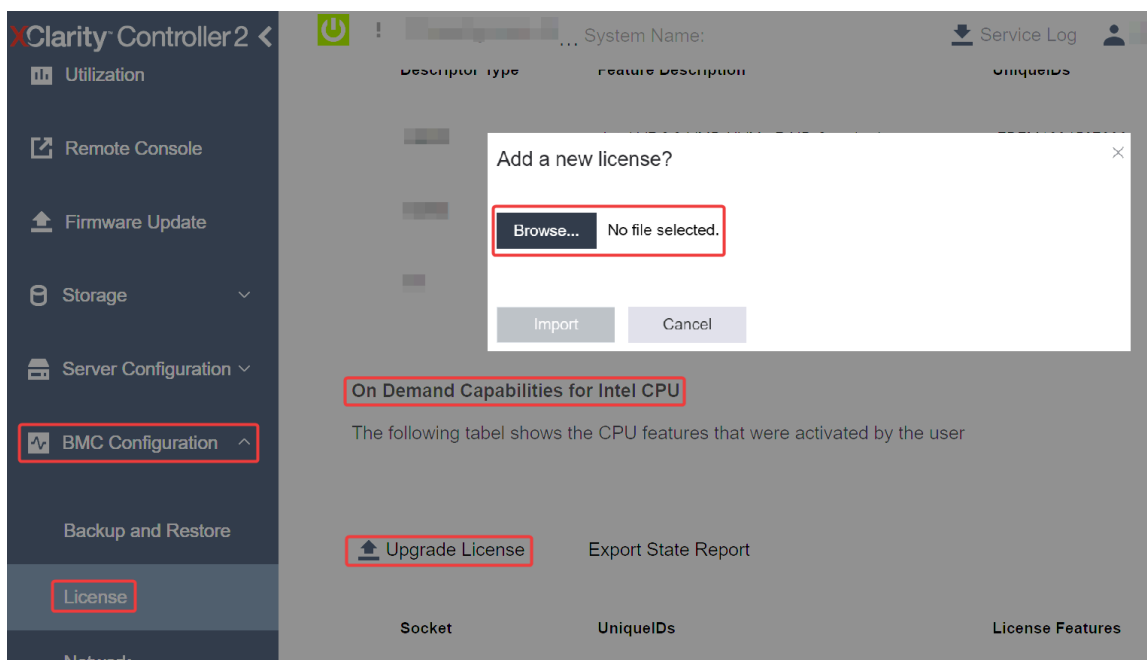 XClarity Controller 2
... System Name:
Service Log
Utilization
Descriptor Type
Feature Description
UniqueIDs
Remote Console
Add a new license?
Firmware Update
Browse...
No file selected.
Storage
Import
Cancel
Server Configuration
On Demand Capabilities for Intel CPU
BMC Configuration
The following tabel shows the CPU features that were activated by the user
Backup and Restore
Upgrade License
Export State Report
License
Socket
UniqueIDs
License Features
Network